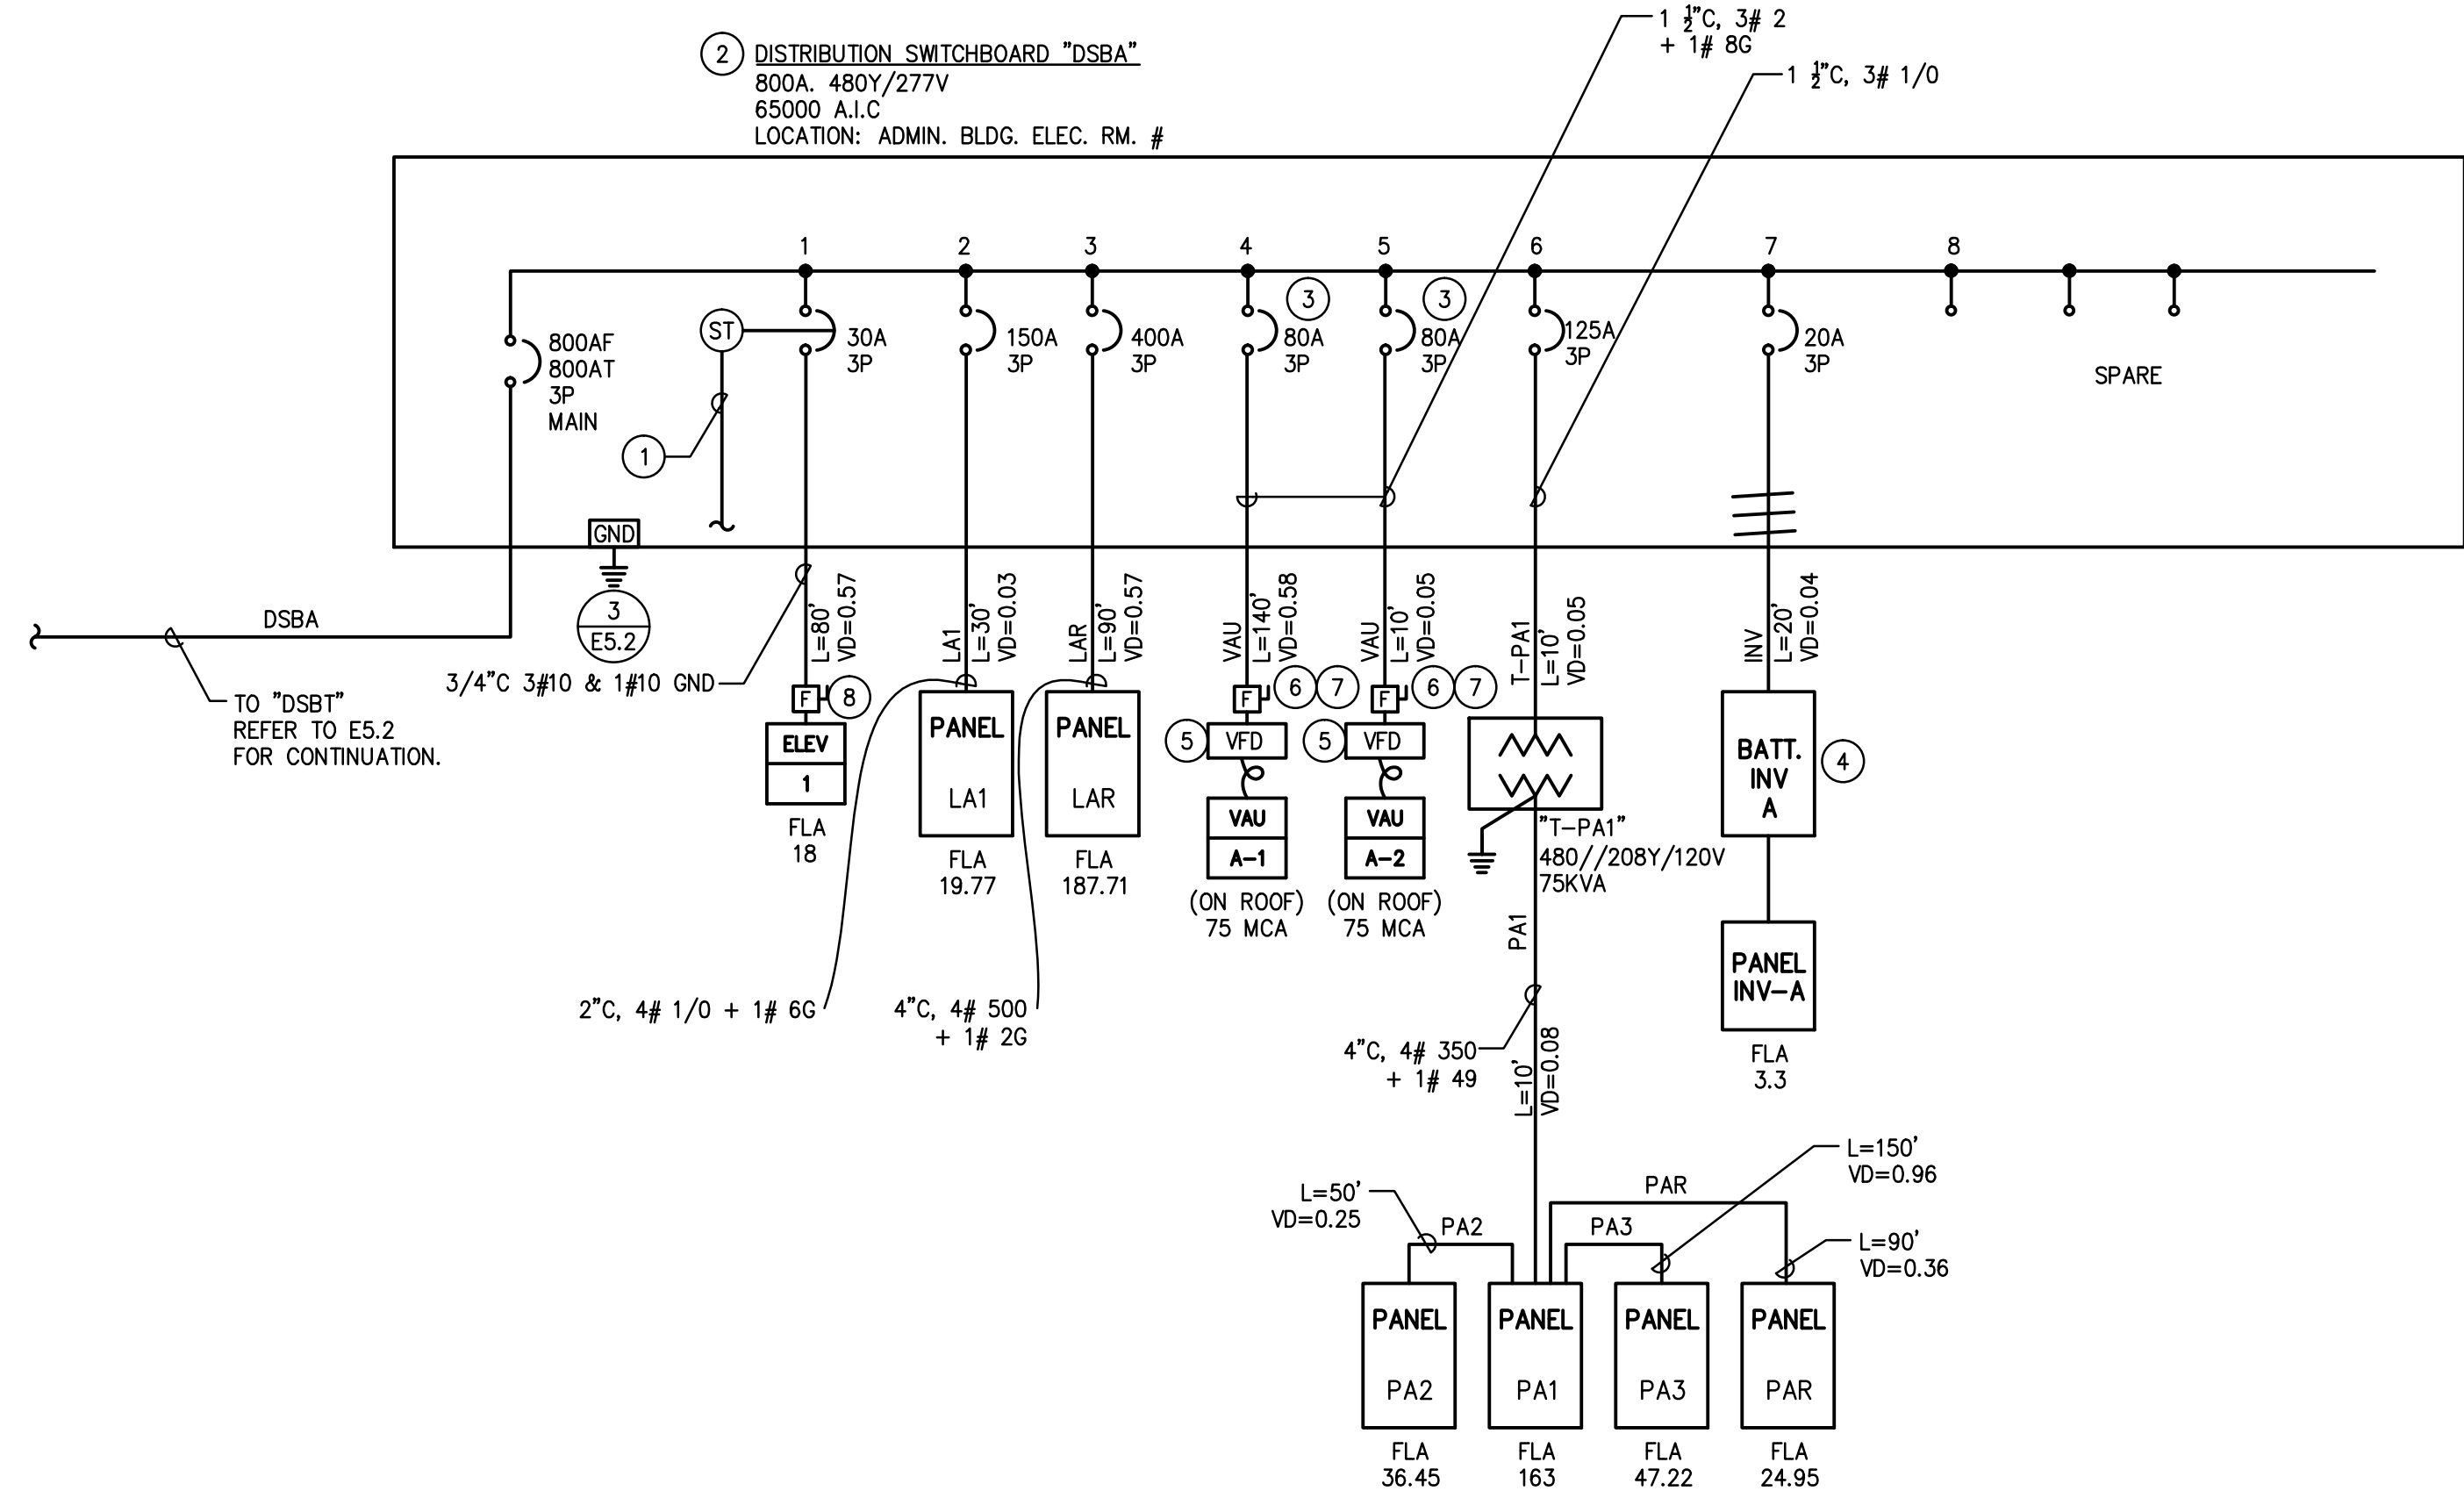 1 ½"C, 3# 2
+ 1# 8G
1 ½"C, 3# 1/0
2 DISTRIBUTION SWITCHBOARD "DSBA"
800A. 480Y/277V
65000 A.I.C
LOCATION: ADMIN. BLDG. ELEC. RM. #
1
2
3
4
5
6
7
8
3
3
ST
800AF
800AT
3P
MAIN
30A
3P
150A
3P
400A
3P
80A
3P
80A
3P
125A
3P
20A
3P
SPARE
1
GND
3
E5.2
DSBA
TO "DSBT"
REFER TO E5.2
FOR CONTINUATION.
3/4"C 3#10 & 1#10 GND
L=80'
VD=0.57
LA1
L=30'
VD=0.03
LAR
L=90'
VD=0.57
VAU
L=140'
VD=0.58
VAU
L=10'
VD=0.05
T-PA1
L=10'
VD=0.05
INV
L=20'
VD=0.04
F
8
F
6
7
F
6
7
ELEV
1
FLA
18
PANEL
LA1
FLA
19.77
PANEL
LAR
FLA
187.71
5
VFD
VAU
A-1
(ON ROOF)
75 MCA
5
VFD
VAU
A-2
(ON ROOF)
75 MCA
"T-PA1"
480//208Y/120V
75KVA
BATT.
INV
A
4
PANEL
INV-A
FLA
3.3
2"C, 4# 1/0 + 1# 6G
4"C, 4# 500
+ 1# 2G
PA1
4"C, 4# 350
+ 1# 49
L=10'
VD=0.08
L=50'
VD=0.25
PA2
PA3
PAR
L=150'
VD=0.96
L=90'
VD=0.36
PANEL
PA2
FLA
36.45
PANEL
PA1
FLA
163
PANEL
PA3
FLA
47.22
PANEL
PAR
FLA
24.95